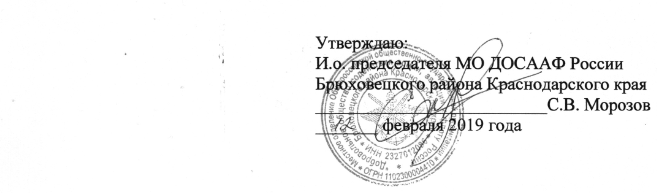 Утверждаю:
И.о. председателя МО ДОСААФ России
Брюховецкого района Краснодарского края
С.В. Морозов
февраля 2019 года